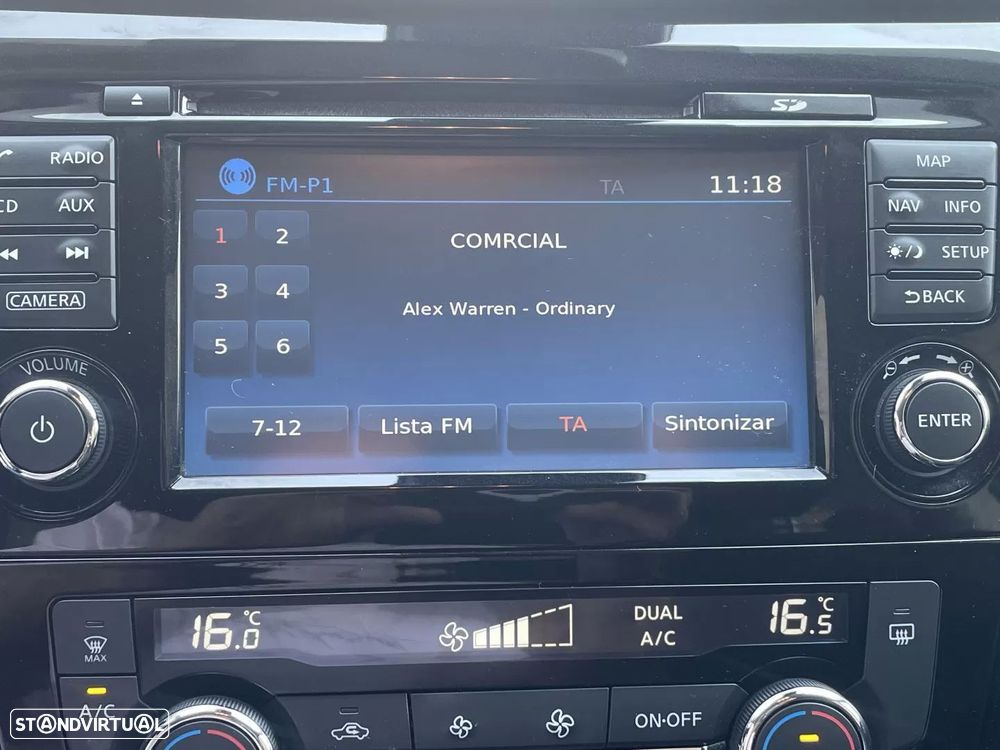 SD
RADIO
MAP
FM-P1 TA 11:18
CD AUX
NAV INFO
1 2
COMRCIAL
SETUP
3 4
Alex Warren - Ordinary
CAMERA
BACK
5 6
VOLUME
7-12 Lista FM TA Sintonizar
ENTER
16.0 °C
DUAL
A/C
16.5 °C
MAX
A/C
ON·OFF
STANDVIRTUAL